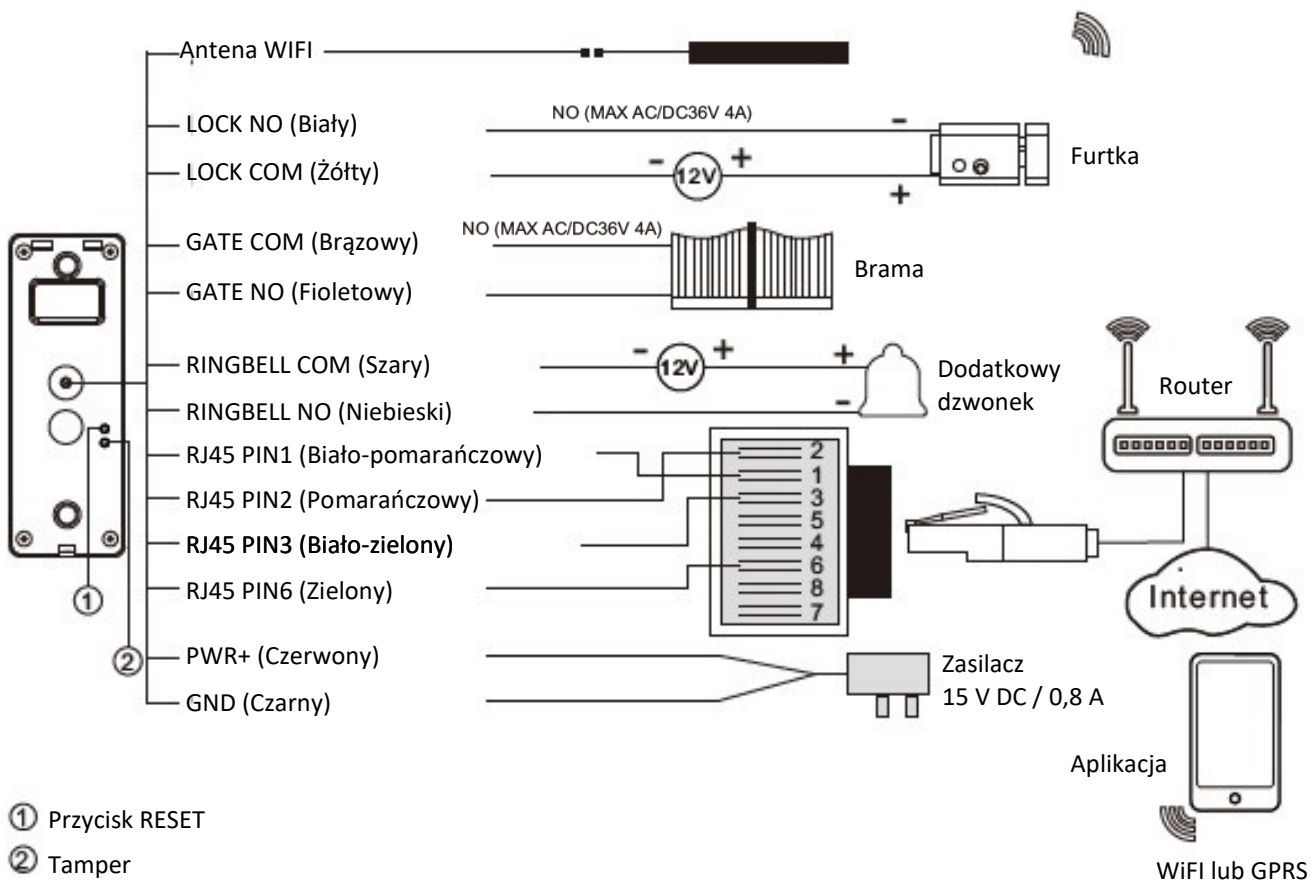 Antena WIFI
LOCK NO (Biały)
NO (MAX AC/DC36V 4A)
-
LOCK COM (Żółty)
- 12V +
+
Furtka
GATE COM (Brązowy)
NO (MAX AC/DC36V 4A)
GATE NO (Fioletowy)
Brama
RINGBELL COM (Szary)
- 12V +
+
RINGBELL NO (Niebieski)
-
Dodatkowy
dzwonek
Router
RJ45 PIN1 (Biało-pomarańczowy)
RJ45 PIN2 (Pomarańczowy)
RJ45 PIN3 (Biało-zielony)
RJ45 PIN6 (Zielony)
2
1
3
5
4
6
8
7
Internet
1
2
PWR+ (Czerwony)
GND (Czarny)
Zasilacz
15 V DC / 0,8 A
Aplikacja
① Przycisk RESET
② Tamper
WiFI lub GPRS